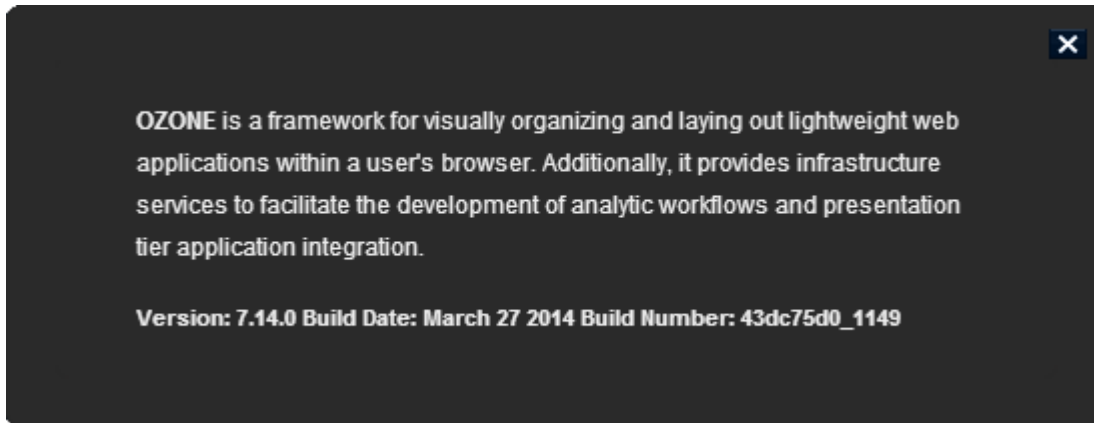 OZONE is a framework for visually organizing and laying out lightweight web
applications within a user's browser. Additionally, it provides infrastructure
services to facilitate the development of analytic workflows and presentation
tier application integration.
Version: 7.14.0 Build Date: March 27 2014 Build Number: 43dc75d0_1149